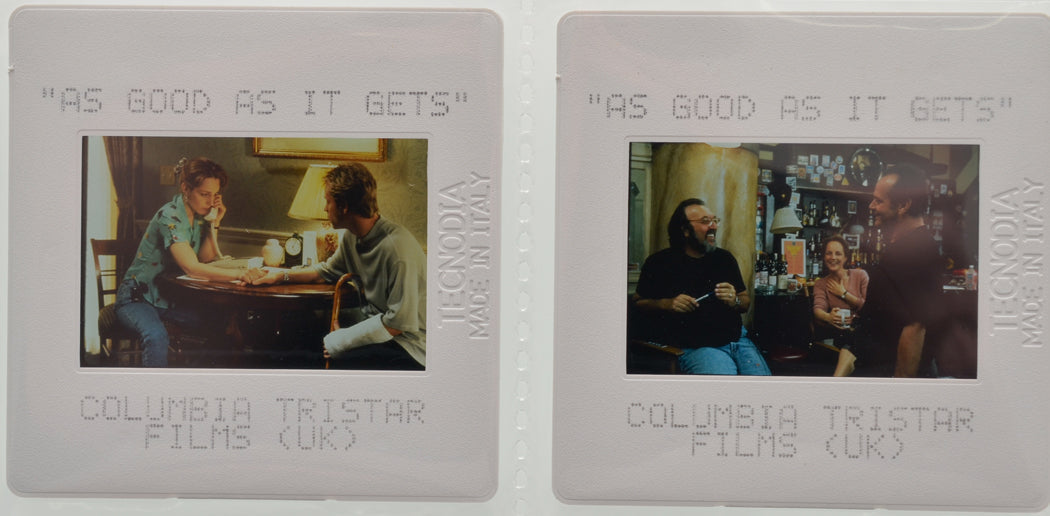 "AS GOOD AS IT GETS"
TECNODIA
MADE IN ITALY
COLUMBIA TRISTAR
FILMS (UK)
"AS GOOD AS IT GETS"
TECNODIA
MADE IN ITALY
COLUMBIA TRISTAR
FILMS (UK)